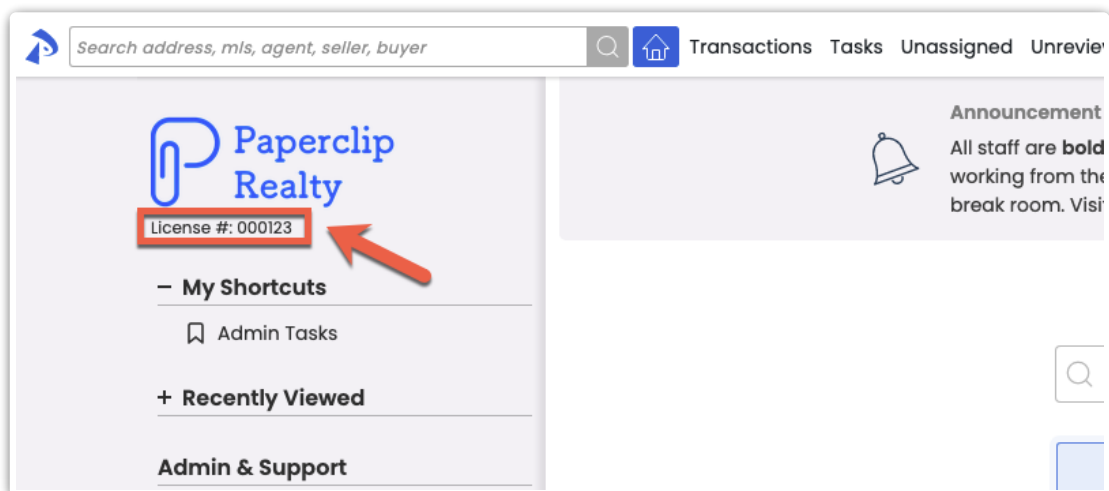 Search address, mls, agent, seller, buyer
Transactions Tasks Unassigned
Paperclip
Realty
License #: 000123
– My Shortcuts
Admin Tasks
+ Recently Viewed
Admin & Support
Announcement
All staff are bold
working from the
break room.